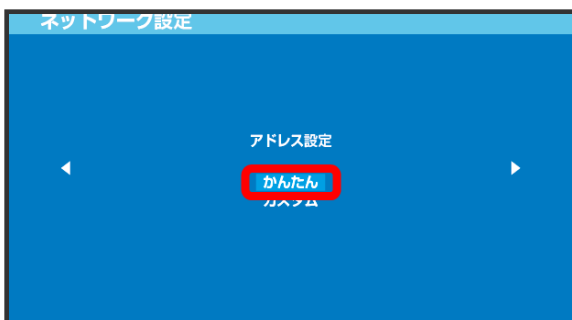 ネットワーク設定
アドレス設定
かんたん
カスタム